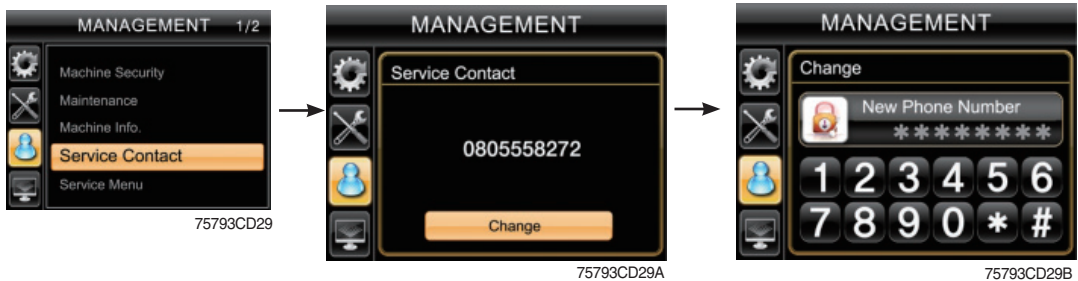 MANAGEMENT 1/2
Machine Security
Maintenance
Machine Info.
Service Contact
Service Menu
75793CD29
MANAGEMENT
Service Contact
0805558272
Change
75793CD29A
MANAGEMENT
Change
New Phone Number
********
1 2 3 4 5 6
7 8 9 0 * #
75793CD29B